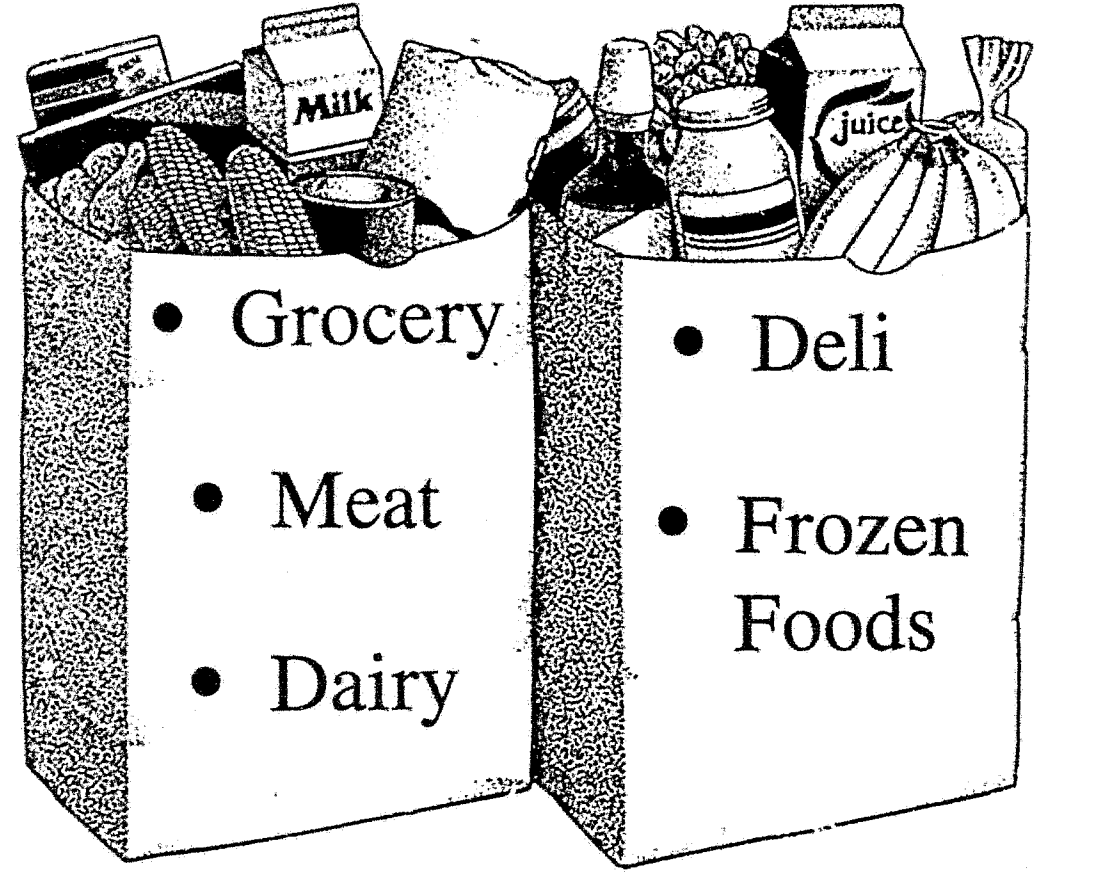 Milk
juice
• Grocery
• Meat
• Dairy
• Deli
• Frozen
Foods